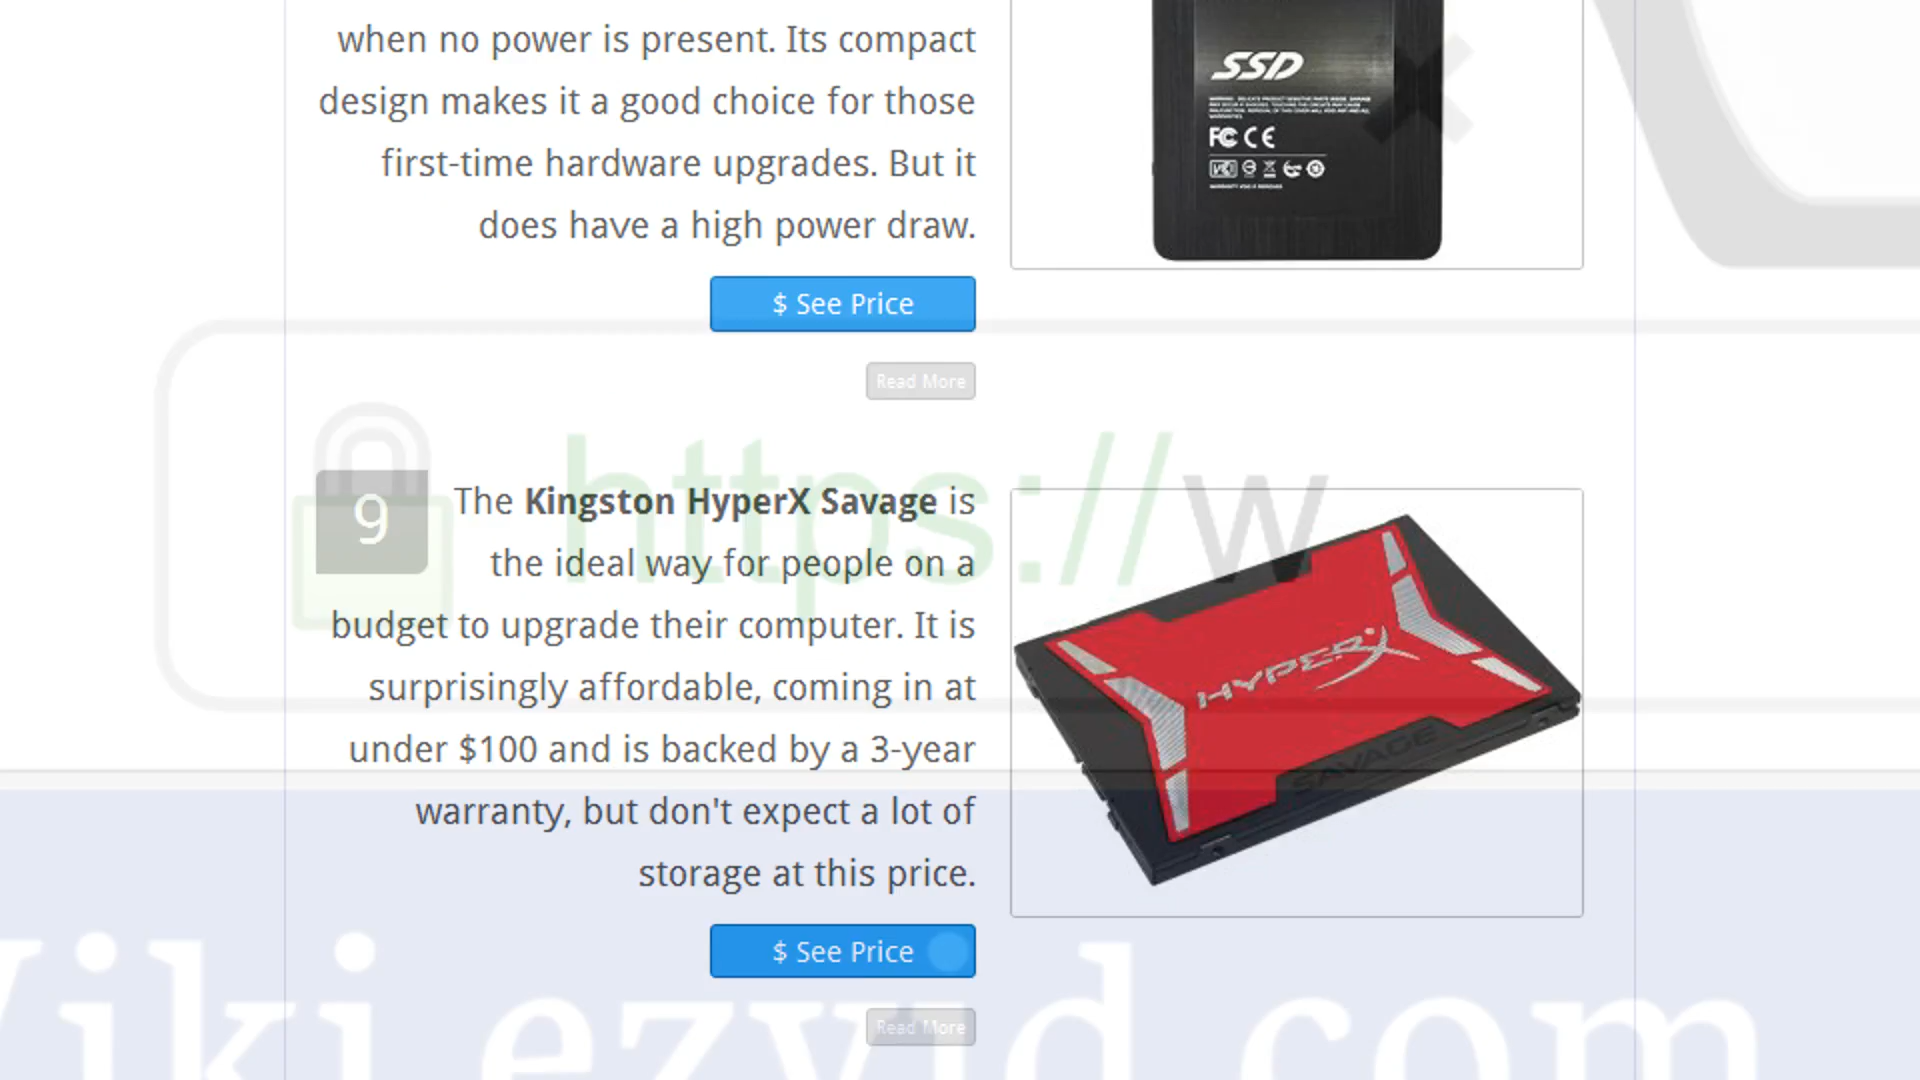 when no power is present. Its compact
design makes it a good choice for those
first-time hardware upgrades. But it
does have a high power draw.
$ See Price
Read More
SSD
FC CE
https://w
9
The Kingston HyperX Savage is
the ideal way for people on a
budget to upgrade their computer. It is
surprisingly affordable, coming in at
under $100 and is backed by a 3-year
warranty, but don't expect a lot of
storage at this price.
HYPERX
SAVAGE
$ See Price
Read More
Wiki.ezvid.com